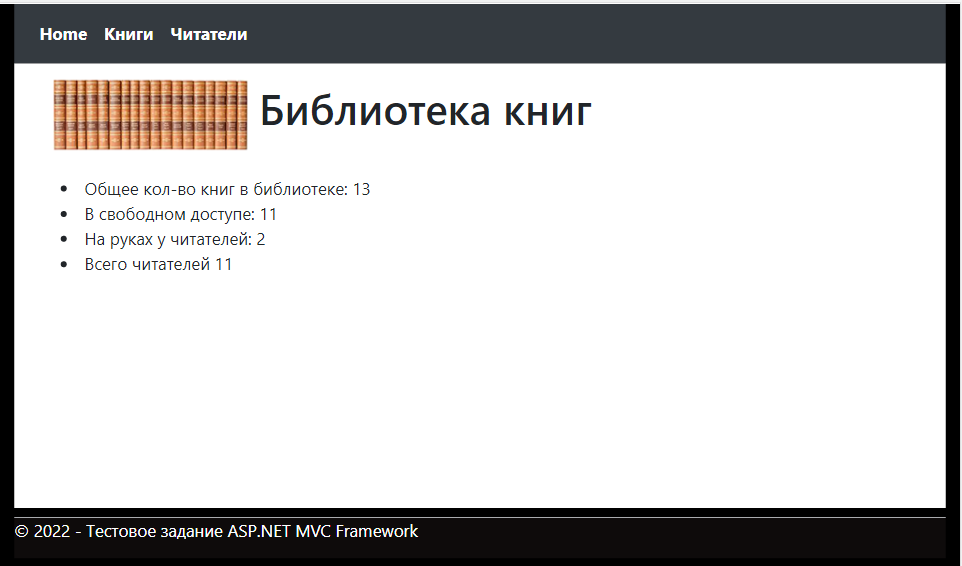 Home Книги Читатели
Библиотека книг
Общее кол-во книг в библиотеке: 13
В свободном доступе: 11
На руках у читателей: 2
Всего читателей 11
© 2022 - Тестовое задание ASP.NET MVC Framework